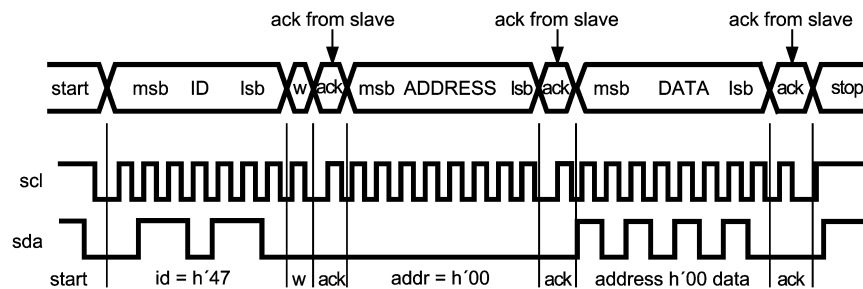 ack from slave ack from slave ack from slave
start msb ID lsb w ack msb ADDRESS lsb ack msb DATA lsb ack stop
scl
sda
start id = h´47 w ack addr = h´00 ack address h´00 data ack